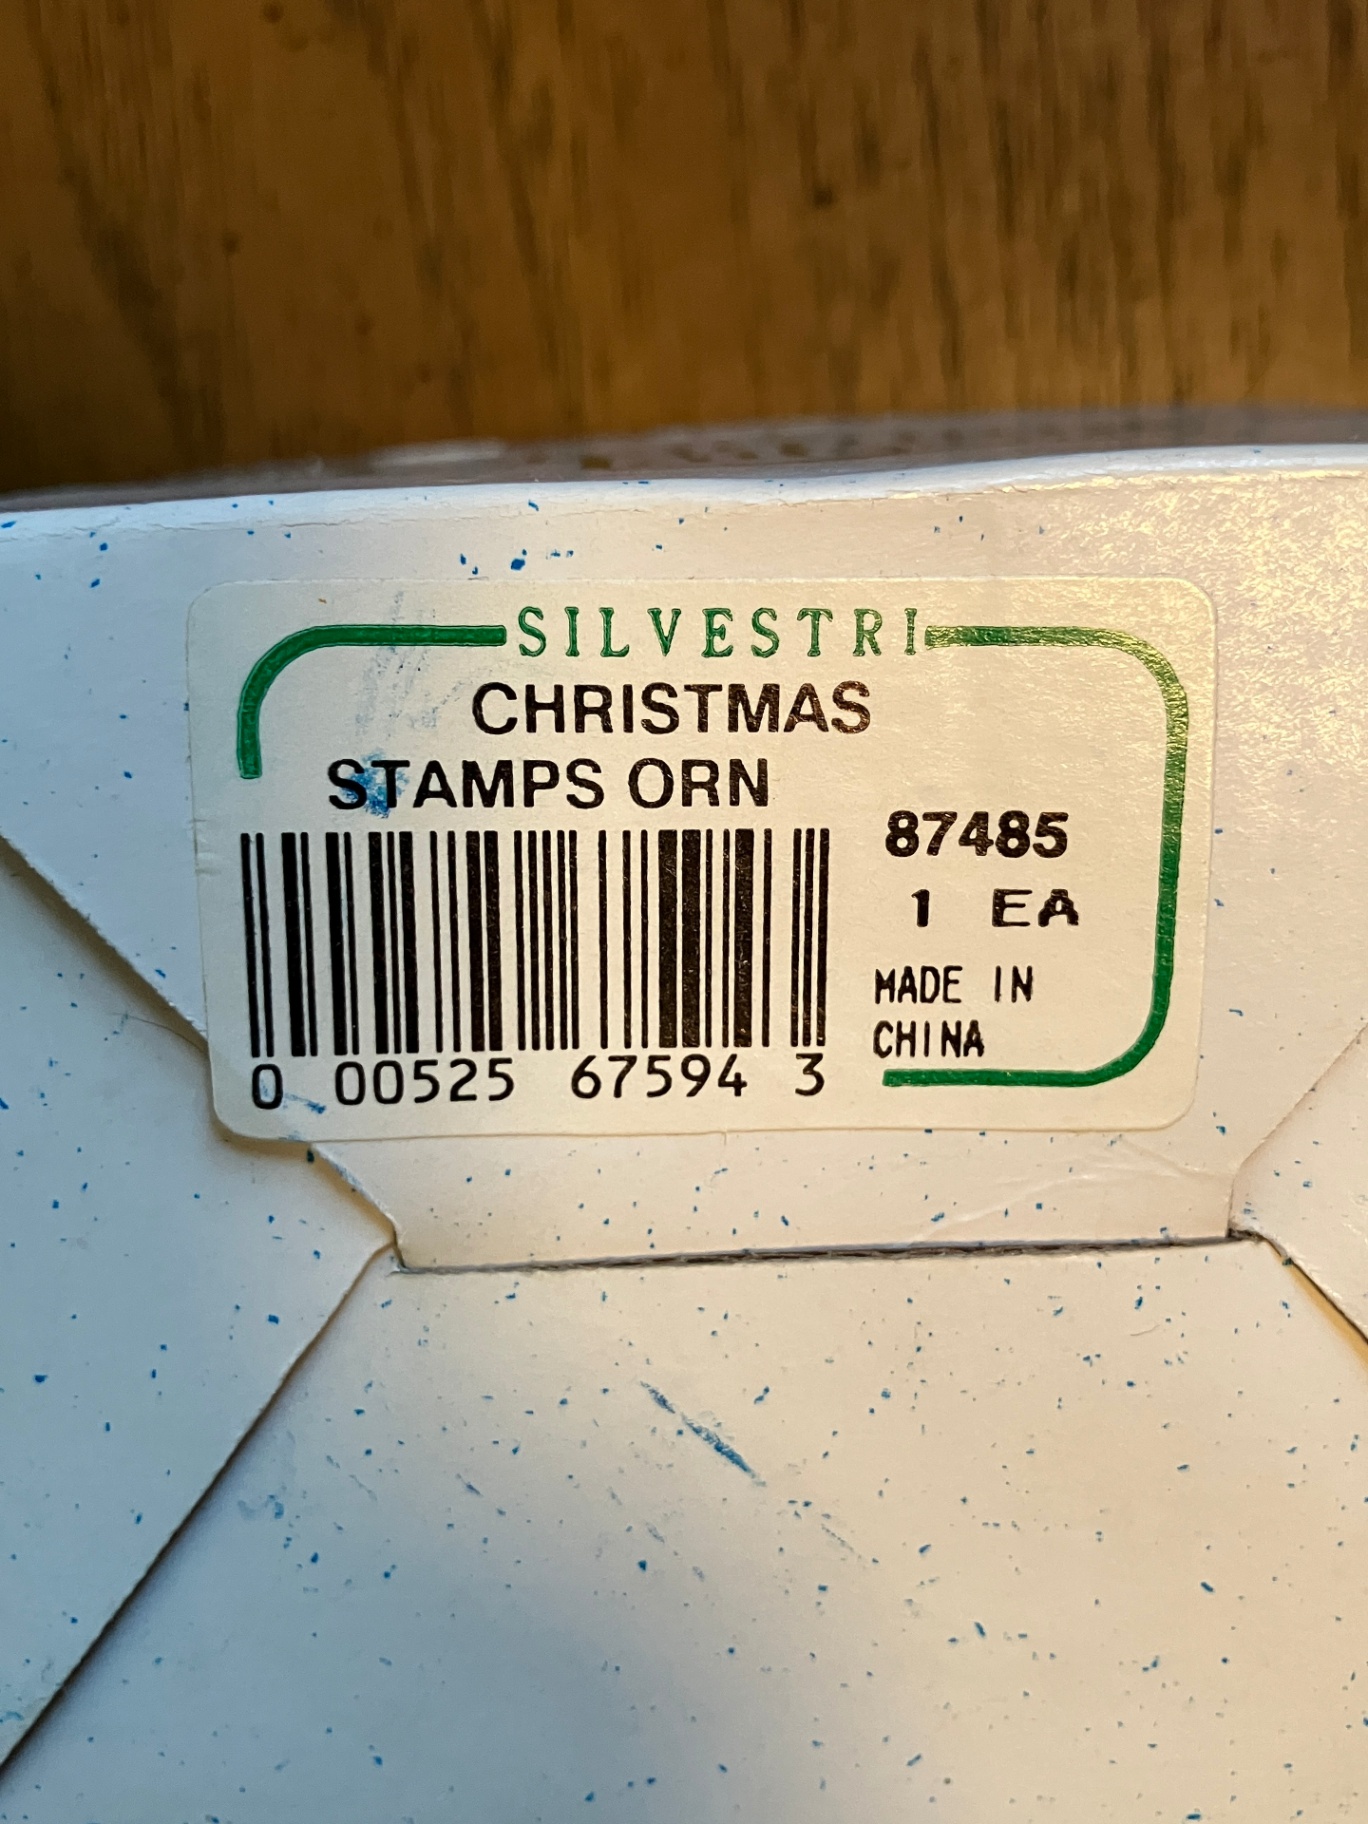 SILVESTRI
CHRISTMAS
STAMPS ORN
87485
1 EA
MADE IN
CHINA
0 00525 67594 3